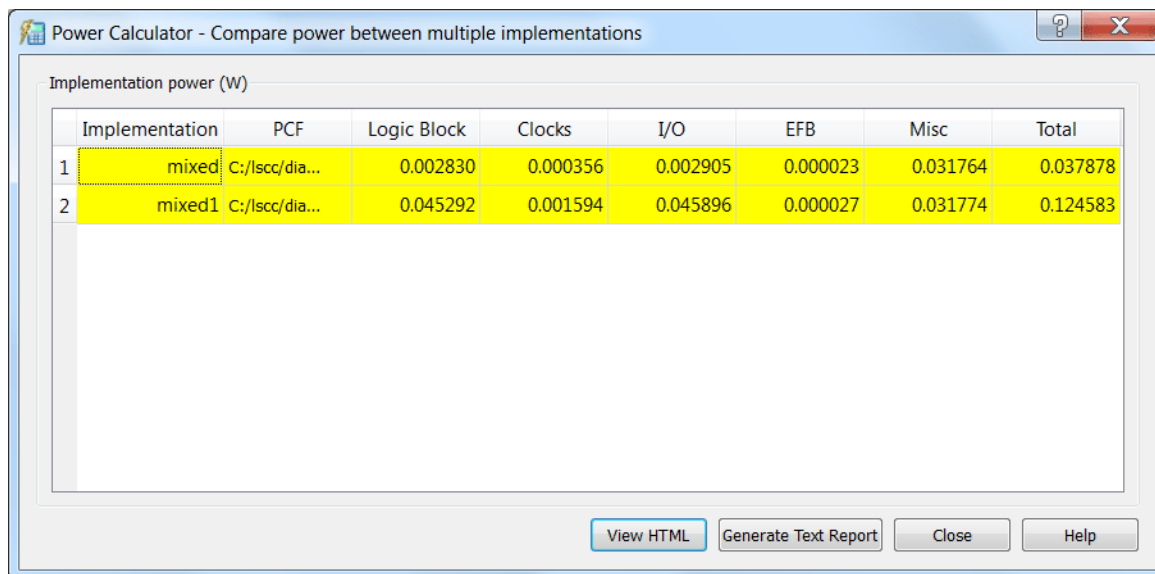 Power Calculator - Compare power between multiple implementations
Implementation power (W)
Implementation PCF Logic Block Clocks I/O EFB Misc Total
1 mixed C:/lscc/dia... 0.002830 0.000356 0.002905 0.000023 0.031764 0.037878
2 mixed1 C:/lscc/dia... 0.045292 0.001594 0.045896 0.000027 0.031774 0.124583
View HTML Generate Text Report Close Help